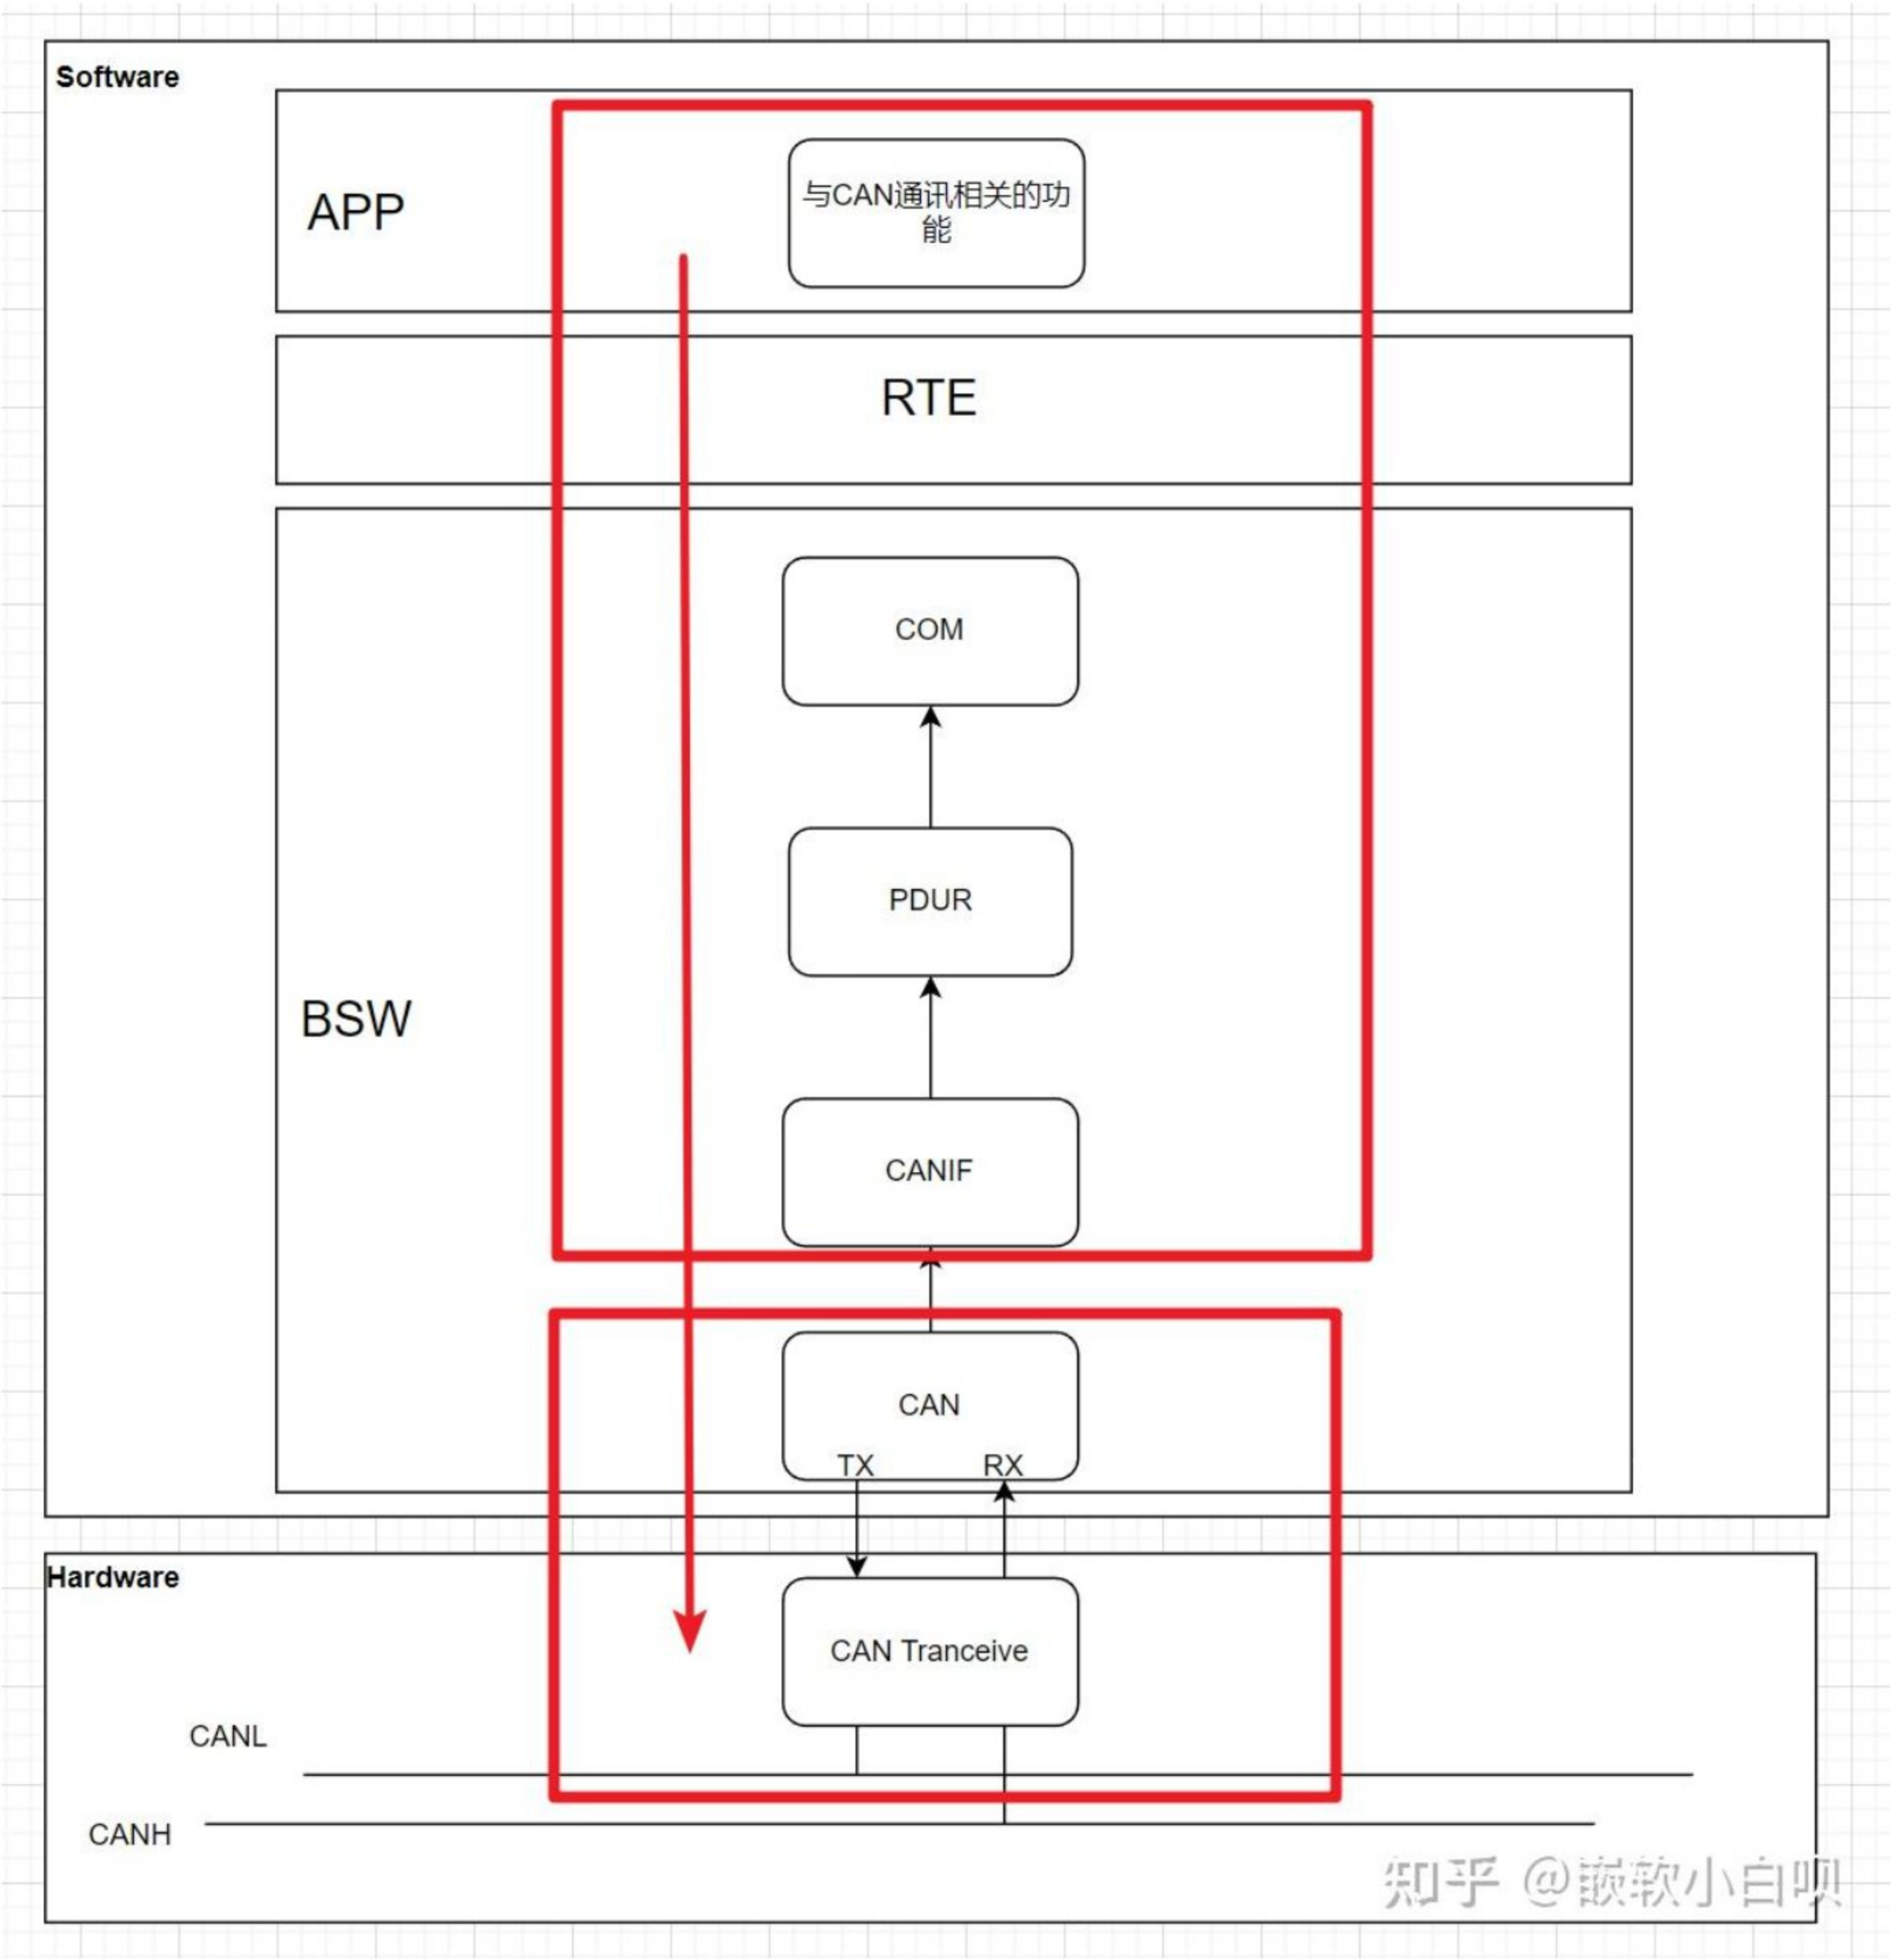 Software
APP
与CAN通讯相关的功
能
RTE
COM
PDUR
BSW
CANIF
CAN
TX
RX
Hardware
CAN Tranceive
CANL
CANH
知乎 @嵌软小白呗